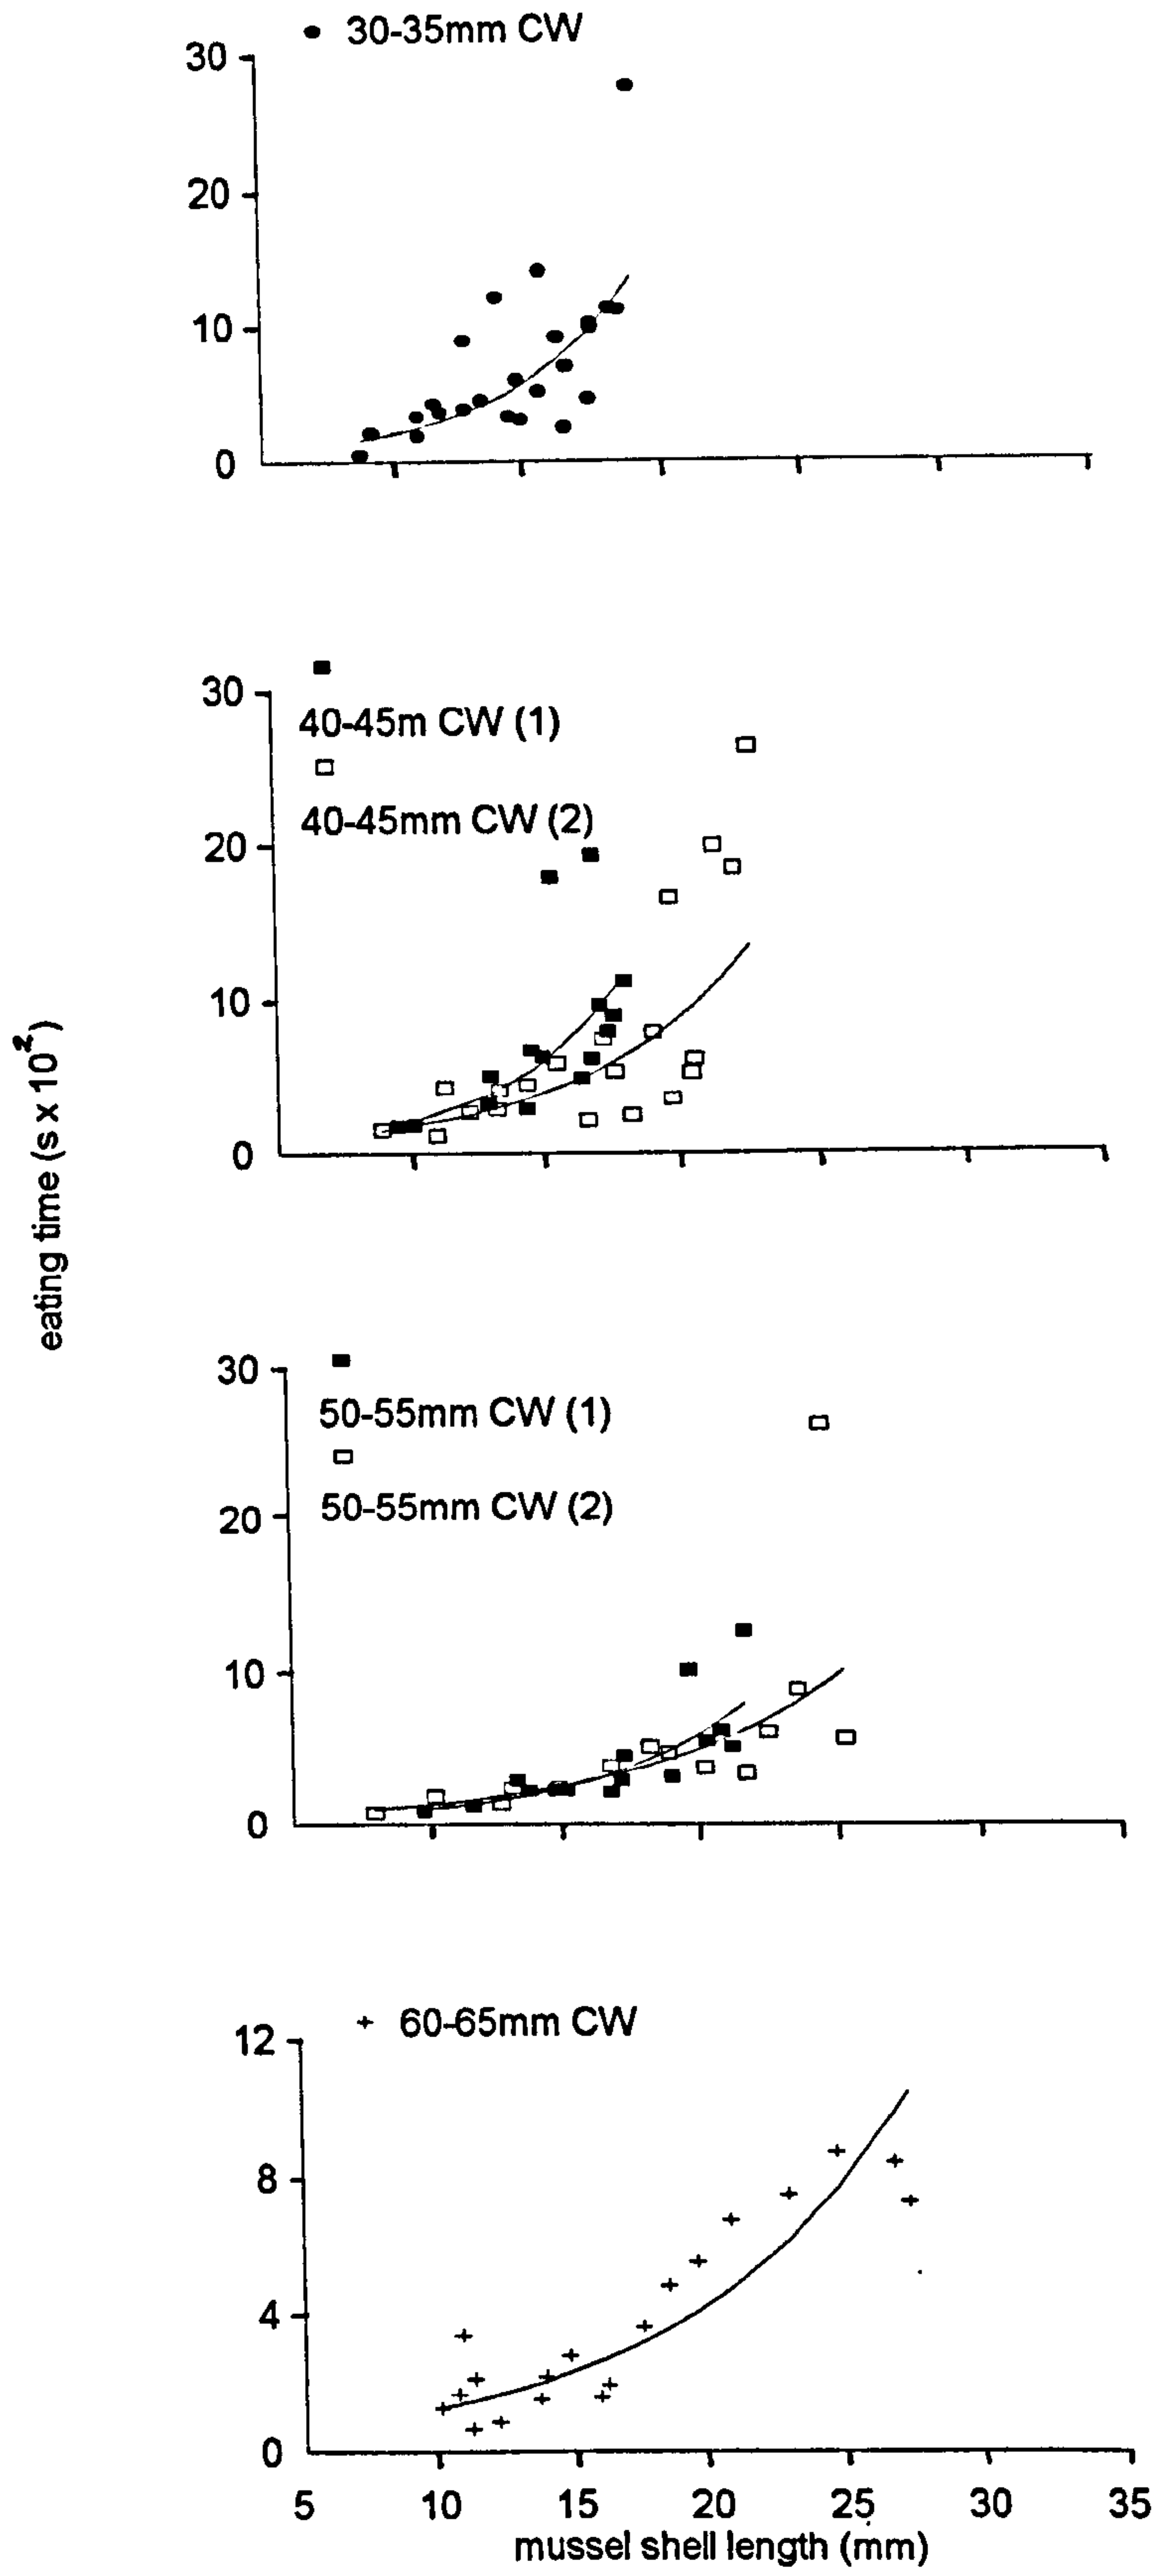 30-35mm CW
30
20
10
0
30
40-45m CW (1)
40-45mm CW (2)
20
10
0
eating time (s x 10²)
30
50-55mm CW (1)
20
50-55mm CW (2)
10
0
60-65mm CW
12
8
4
0
5 10 15 20 25 30 35
mussel shell length (mm)